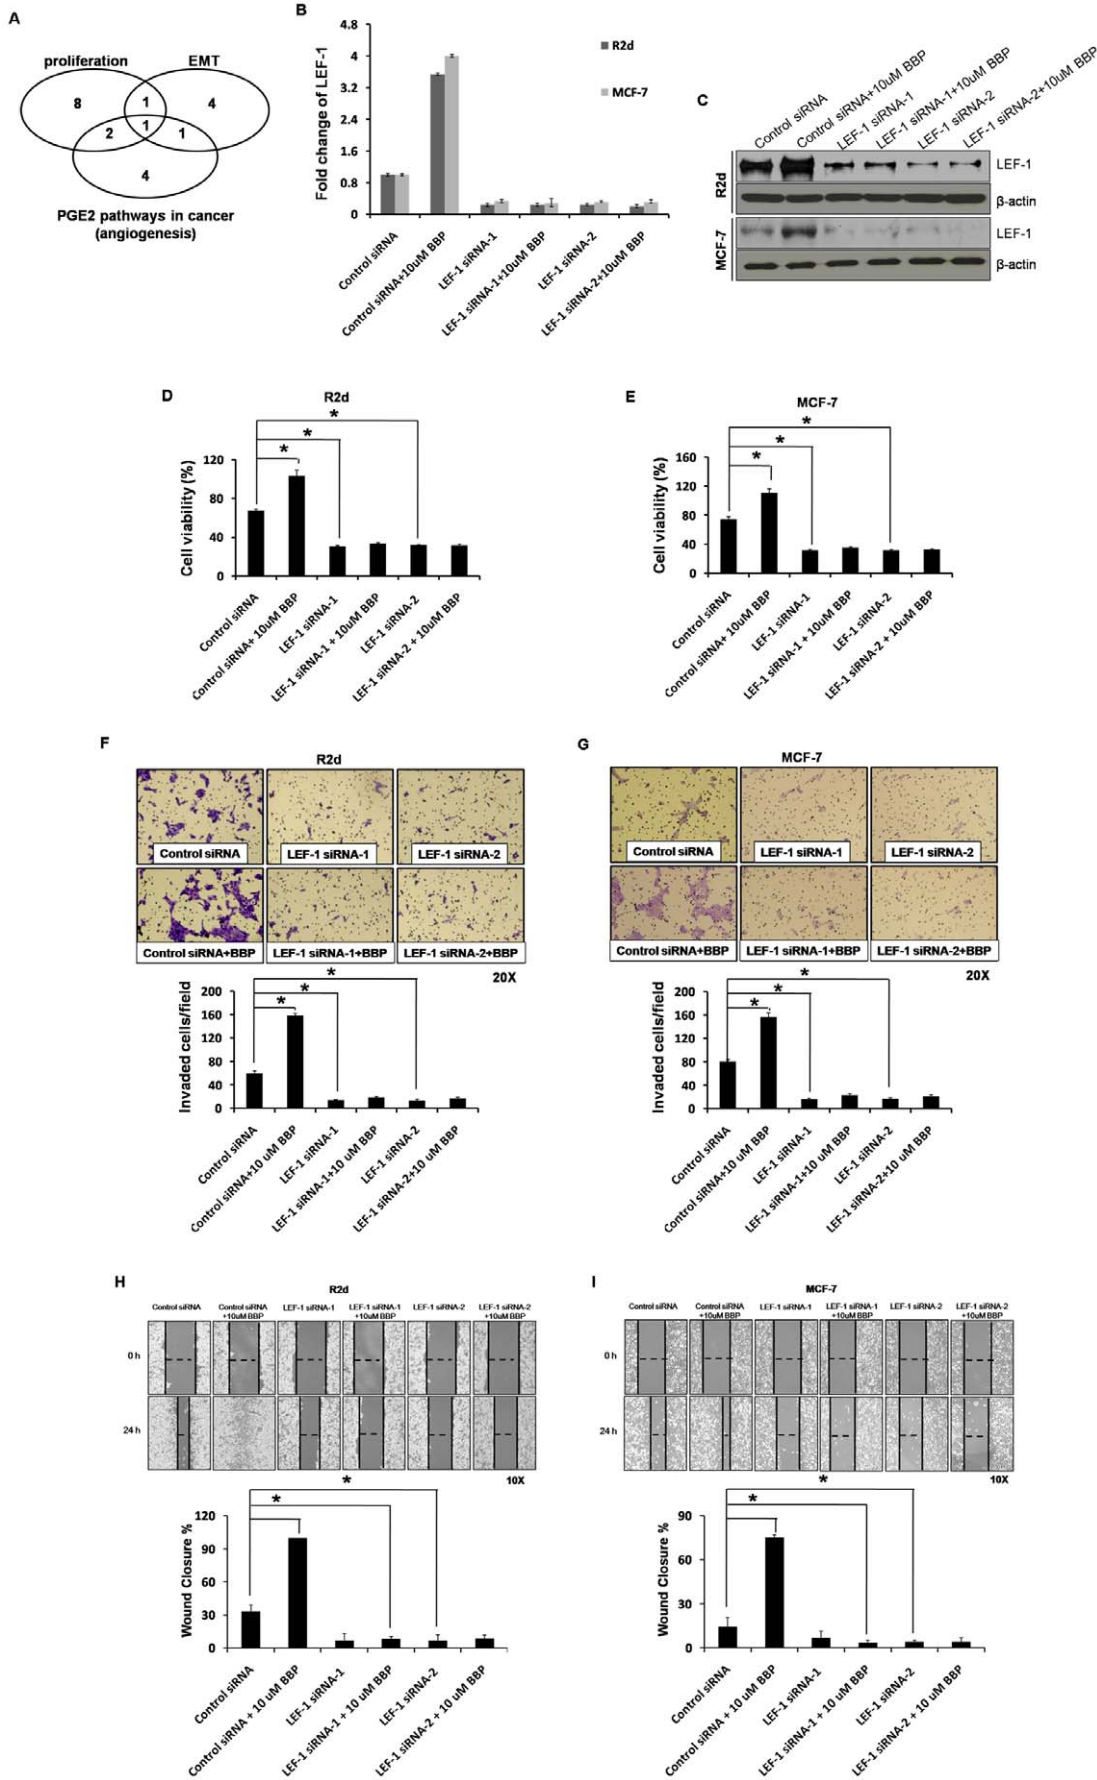 A
proliferation
EMT
8
1
4
2
1
1
4
PGE2 pathways in cancer
(angiogenesis)
B
Fold change of LEF-1
4.8
4
3.2
2.4
1.6
0.8
0
R2d
MCF-7
Control siRNA
Control siRNA+10uM BBP
LEF-1 siRNA-1
LEF-1 siRNA-1+10uM BBP
LEF-1 siRNA-2
LEF-1 siRNA-2+10uM BBP
C
Control siRNA
Control siRNA+10uM BBP
LEF-1 siRNA-1
LEF-1 siRNA-1+10uM BBP
LEF-1 siRNA-2
LEF-1 siRNA-2+10uM BBP
R2d
LEF-1
β-actin
MCF-7
LEF-1
β-actin
D
R2d
*
*
*
Cell viability (%)
120
80
40
0
Control siRNA
Control siRNA+ 10uM BBP
LEF-1 siRNA-1
LEF-1 siRNA-1 + 10uM BBP
LEF-1 siRNA-2
LEF-1 siRNA-2 + 10uM BBP
E
MCF-7
*
*
*
Cell viability (%)
160
120
80
40
0
Control siRNA
Control siRNA+ 10uM BBP
LEF-1 siRNA-1
LEF-1 siRNA-1 + 10uM BBP
LEF-1 siRNA-2
LEF-1 siRNA-2 + 10uM BBP
F
R2d
Control siRNA
LEF-1 siRNA-1
LEF-1 siRNA-2
Control siRNA+BBP
LEF-1 siRNA-1+BBP
LEF-1 siRNA-2+BBP
20X
*
*
*
Invaded cells/field
200
160
120
80
40
0
Control siRNA
Control siRNA+10 uM BBP
LEF-1 siRNA-1
LEF-1 siRNA-1+10 uM BBP
LEF-1 siRNA-2
LEF-1 siRNA-2+10 uM BBP
G
MCF-7
Control siRNA
LEF-1 siRNA-1
LEF-1 siRNA-2
Control siRNA+BBP
LEF-1 siRNA-1+BBP
LEF-1 siRNA-2+BBP
20X
*
*
*
Invaded cells/field
200
160
120
80
40
0
Control siRNA
Control siRNA+10 uM BBP
LEF-1 siRNA-1
LEF-1 siRNA-1+10 uM BBP
LEF-1 siRNA-2
LEF-1 siRNA-2+10 uM BBP
H
R2d
Control siRNA
Control siRNA
+10uM BBP
LEF-1 siRNA-1
LEF-1 siRNA-1
+10uM BBP
LEF-1 siRNA-2
LEF-1 siRNA-2
+10uM BBP
0 h
24 h
10X
*
*
Wound Closure %
120
90
60
30
0
Control siRNA
Control siRNA + 10 uM BBP
LEF-1 siRNA-1
LEF-1 siRNA-1 + 10 uM BBP
LEF-1 siRNA-2
LEF-1 siRNA-2 + 10 uM BBP
I
MCF-7
Control siRNA
Control siRNA
+10uM BBP
LEF-1 siRNA-1
LEF-1 siRNA-1
+10uM BBP
LEF-1 siRNA-2
LEF-1 siRNA-2
+10uM BBP
0 h
24 h
10X
*
*
Wound Closure %
90
60
30
0
Control siRNA
Control siRNA + 10 uM BBP
LEF-1 siRNA-1
LEF-1 siRNA-1 + 10 uM BBP
LEF-1 siRNA-2
LEF-1 siRNA-2 + 10 uM BBP